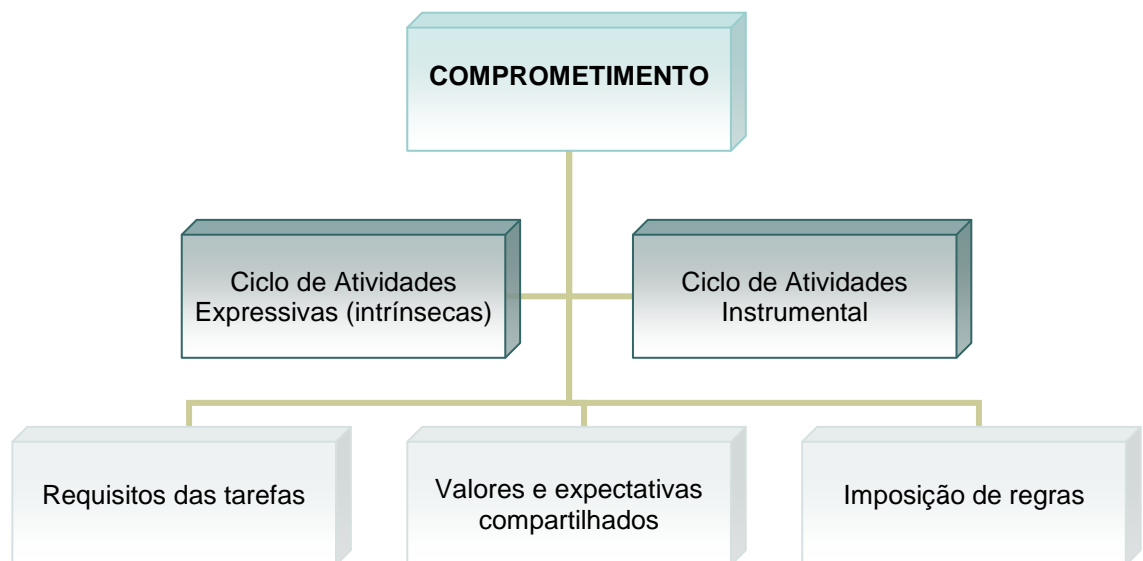 COMPROMETIMENTO
Ciclo de Atividades
Expressivas (intrínsecas)
Ciclo de Atividades
Instrumental
Requisitos das tarefas
Valores e expectativas
compartilhados
Imposição de regras